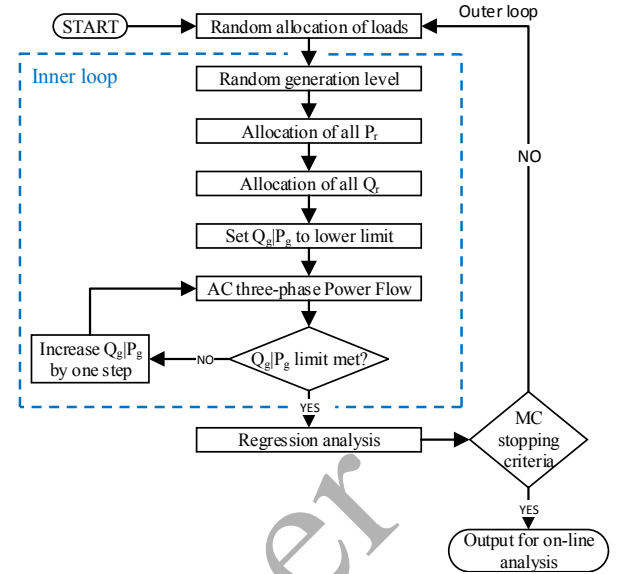 START
Random allocation of loads
Outer loop
Inner loop
Random generation level
Allocation of all Pr
Allocation of all Qr
NO
Set Qg|Pg to lower limit
AC three-phase Power Flow
Increase Qg|Pg
by one step
NO
Qg|Pg limit met?
YES
Regression analysis
MC
stopping
criteria
YES
Output for on-line
analysis
er